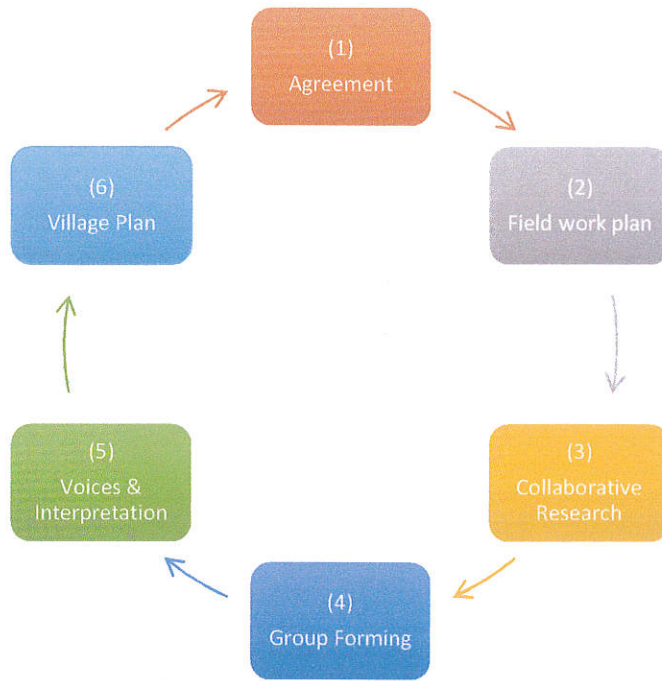 (1)
Agreement
(2)
Field work plan
(3)
Collaborative
Research
(4)
Group Forming
(5)
Voices &
Interpretation
(6)
Village Plan